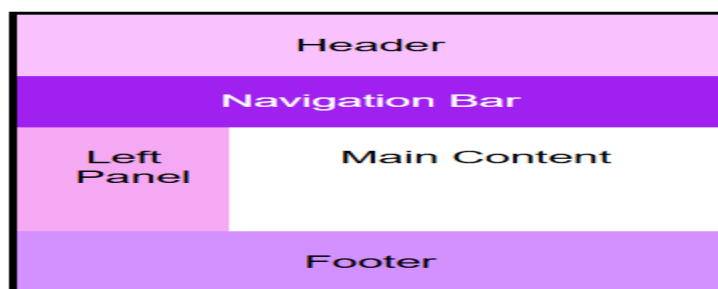 Header
Navigation Bar
Left
Panel
Main Content
Footer